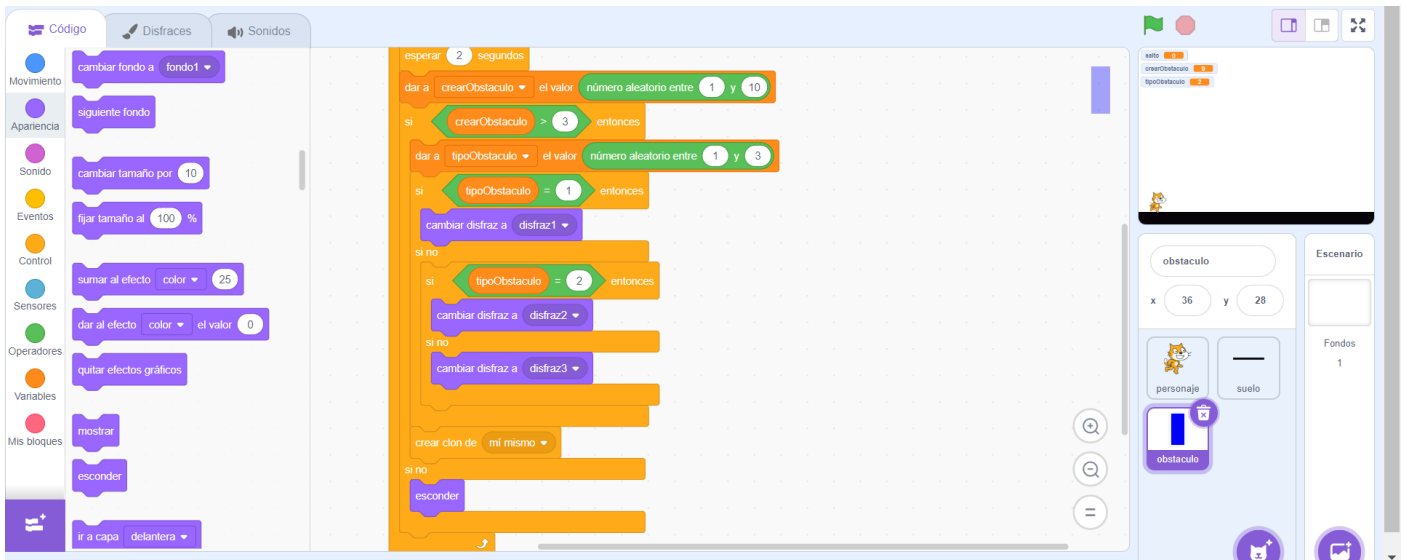 Código
Disfraces
Sonidos
Movimiento
Apariencia
Sonido
Eventos
Control
Sensores
Operadores
Variables
Mis bloques
cambiar fondo a fondo1
siguiente fondo
cambiar tamaño por 10
fijar tamaño al 100 %
sumar al efecto color 25
dar al efecto color el valor 0
quitar efectos gráficos
mostrar
esconder
ir a capa delantera
esperar 2 segundos
dar a crearObstaculo el valor número aleatorio entre 1 y 10
si crearObstaculo > 3 entonces
dar a tipoObstaculo el valor número aleatorio entre 1 y 3
si tipoObstaculo = 1 entonces
cambiar disfraz a disfraz1
si no
si tipoObstaculo = 2 entonces
cambiar disfraz a disfraz2
si no
cambiar disfraz a disfraz3
crear clon de mí mismo
si no
esconder
salto 0
crearObstaculo
tipoObstaculo 2
obstaculo
x 36 y 28
personaje
suelo
obstaculo
Escenario
Fondos
1